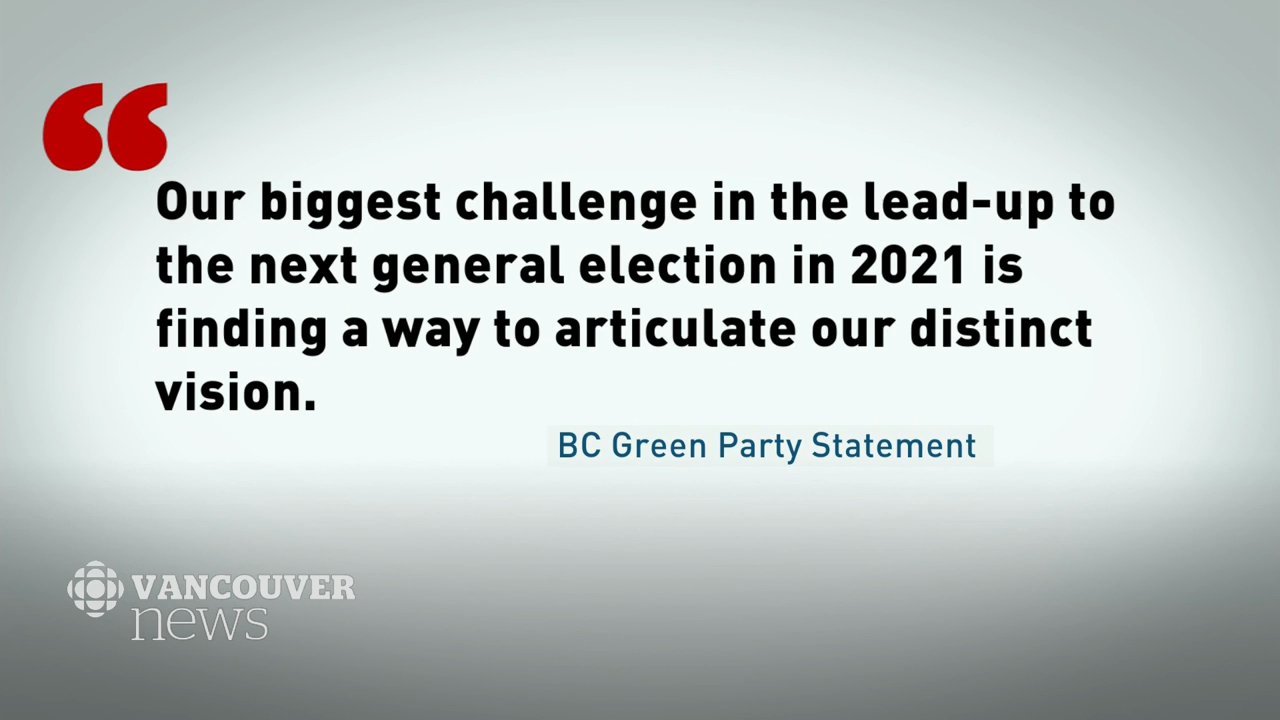 “
Our biggest challenge in the lead-up to
the next general election in 2021 is
finding a way to articulate our distinct
vision.
BC Green Party Statement
VANCOUVER
news